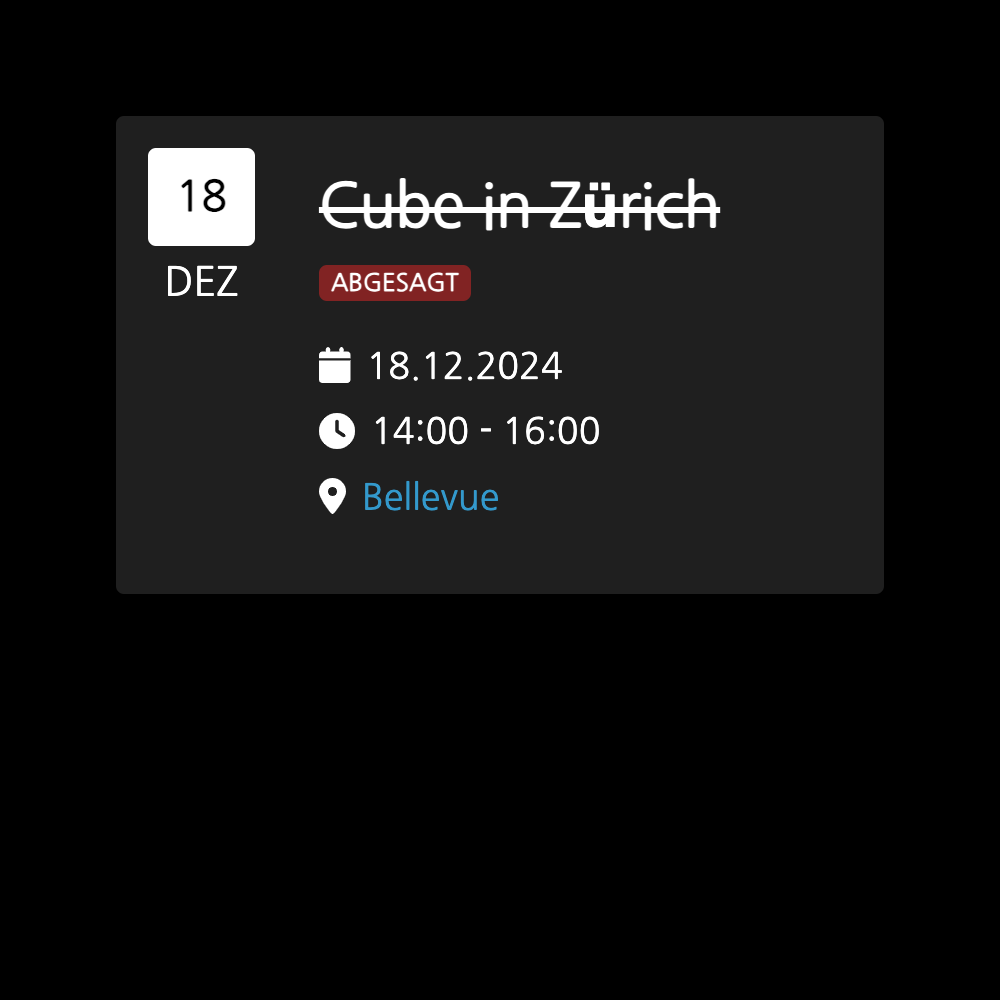 18
DEZ
Cube in Zürich
ABGESAGT
18.12.2024
14:00 - 16:00
Bellevue